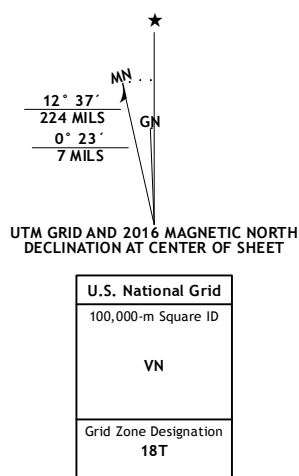 ★
MN
GN
12° 37´
224 MILS
0° 23´
7 MILS
UTM GRID AND 2016 MAGNETIC NORTH
DECLINATION AT CENTER OF SHEET
U.S. National Grid
100,000-m Square ID
VN
Grid Zone Designation
18T